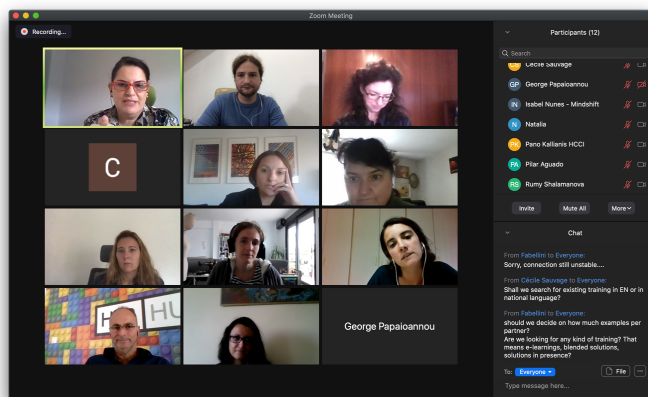 Zoom Meeting
Recording...
C
George Papaioannou
Participants (12)
Search
CS Cécile Sauvage
GP George Papaioannou
IN Isabel Nunes - Mindshift
N Natalia
PK Pano Kallianis HCCI
PA Pilar Aguado
RS Rumy Shalamanova
Invite Mute All More
Chat
From Fabellini to Everyone:
Sorry, connection still unstable....
From Cécile Sauvage to Everyone:
Shall we search for existing training in EN or in
national language?
From Fabellini to Everyone:
should we decide on how much examples per
partner?
Are we looking for any kind of training? That
means e-learnings, blended solutions,
solutions in presence?
To: Everyone File
Type message here...